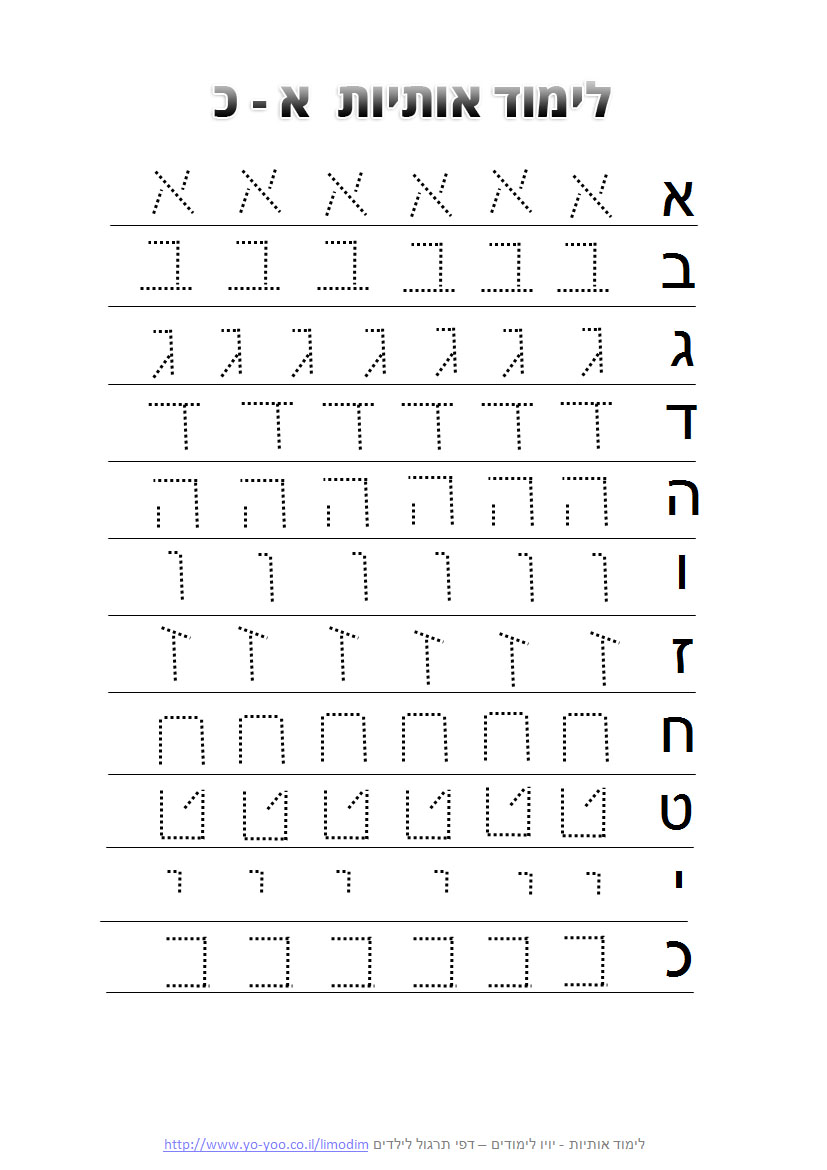 לימוד אותיות א - כ
א א א א א א א
ב ב ב ב ב ב ב
ג ג ג ג ג ג ג ג
ד ד ד ד ד ד ד
ה ה ה ה ה ה ה
ו ו ו ו ו ו ו
ז ז ז ז ז ז ז
ח ח ח ח ח ח ח
ט ט ט ט ט ט ט
י י י י י י י
כ כ כ כ כ כ כ
לימוד אותיות - יויו לימודים – דפי תרגול לילדים http://www.yo-yoo.co.il/limodim